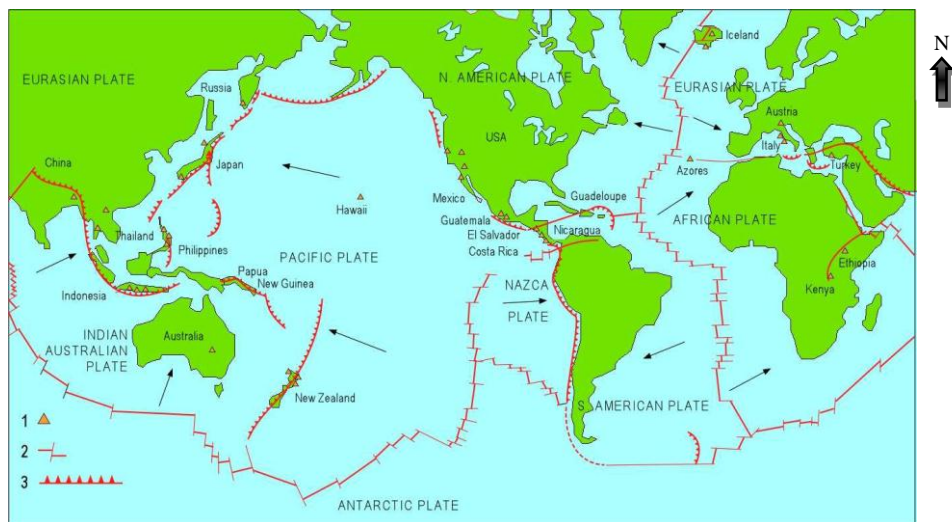 Iceland
N
EURASIAN PLATE
N. AMERICAN PLATE
EURASIAN PLATE
Russia
Austria
USA
Italy
Japan
Turkey
China
Azores
Mexico
Guadeloupe
Hawaii
Guatemala
AFRICAN PLATE
Thailand
El Salvador
Nicaragua
Philippines
Costa Rica
PACIFIC PLATE
Ethiopia
Papua
New Guinea
NAZCA
PLATE
Kenya
Indonesia
INDIAN
AUSTRALIAN
PLATE
Australia
New Zealand
S. AMERICAN PLATE
1
2
3
ANTARCTIC PLATE